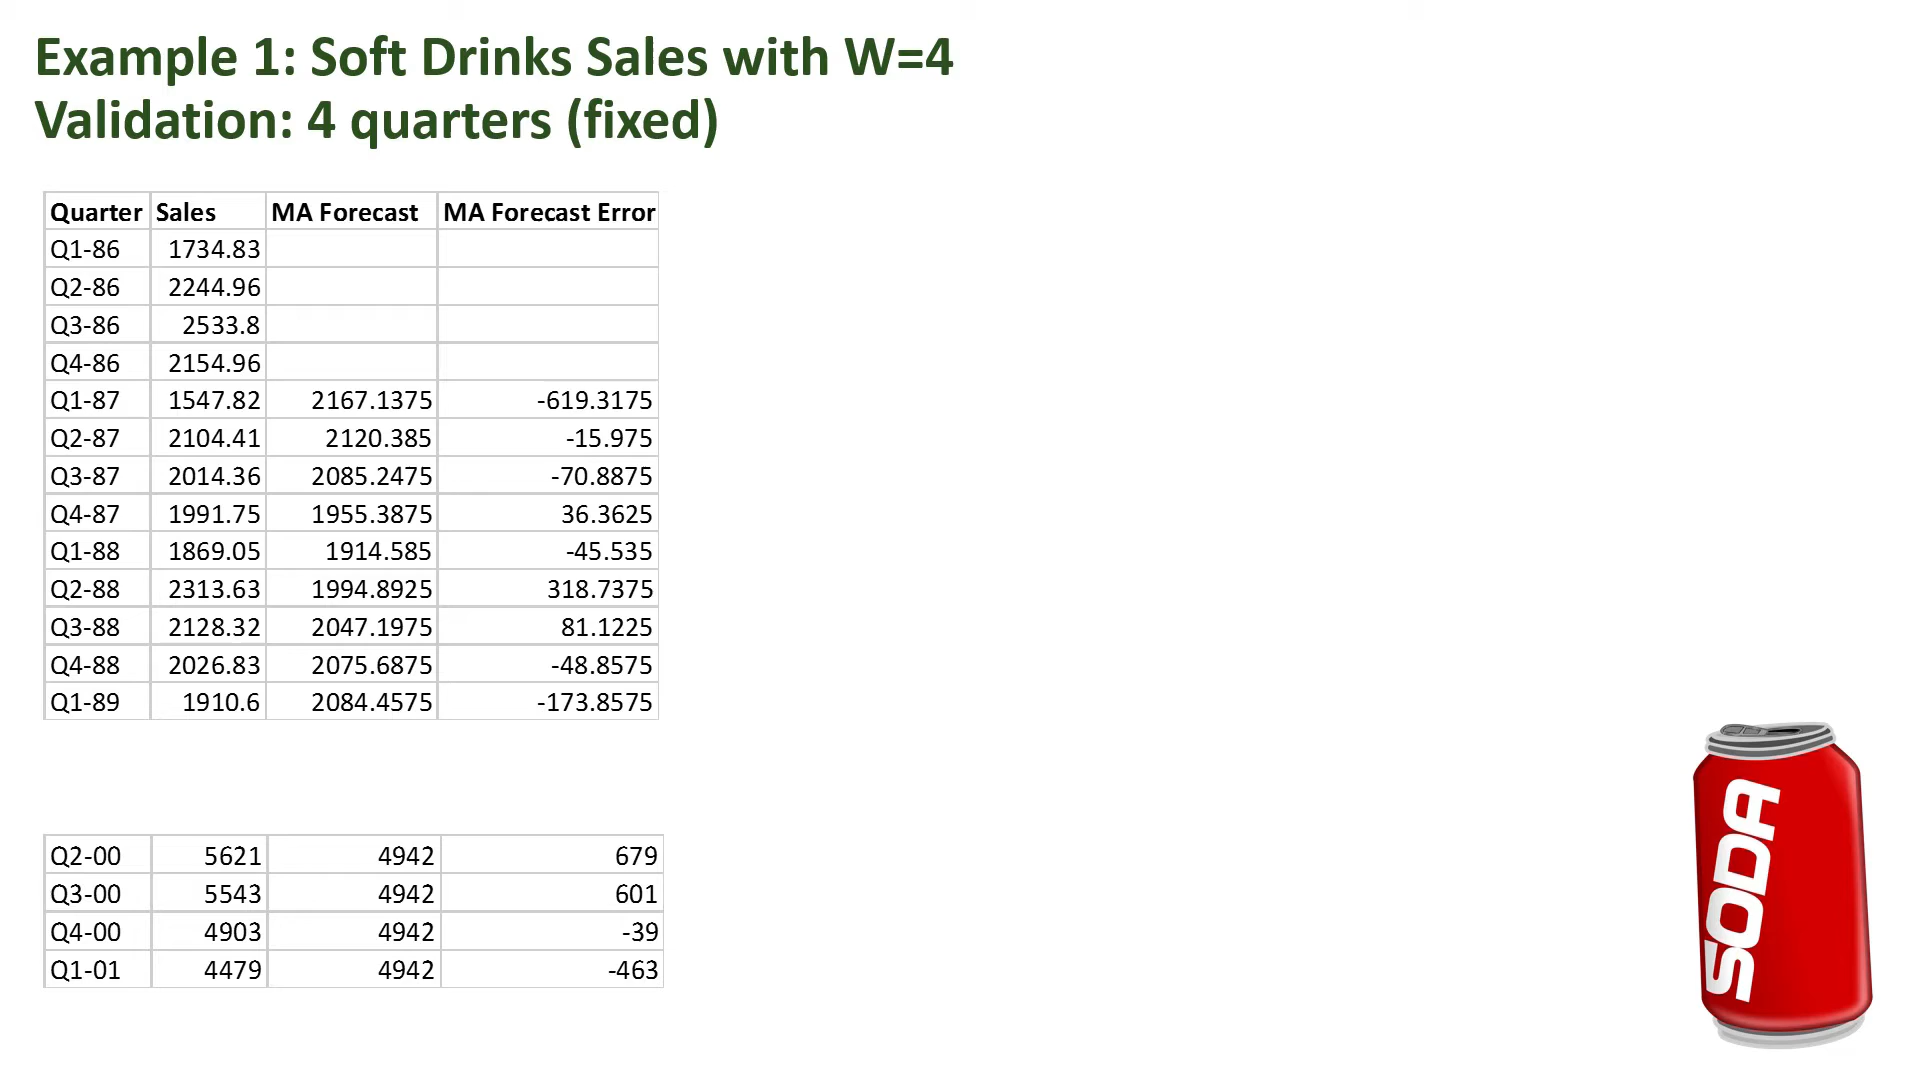 Example 1: Soft Drinks Sales with W=4
Validation: 4 quarters (fixed)
Quarter Sales MA Forecast MA Forecast Error
Q1-86 1734.83
Q2-86 2244.96
Q3-86 2533.8
Q4-86 2154.96
Q1-87 1547.82 2167.1375 -619.3175
Q2-87 2104.41 2120.385 -15.975
Q3-87 2014.36 2085.2475 -70.8875
Q4-87 1991.75 1955.3875 36.3625
Q1-88 1869.05 1914.585 -45.535
Q2-88 2313.63 1994.8925 318.7375
Q3-88 2128.32 2047.1975 81.1225
Q4-88 2026.83 2075.6875 -48.8575
Q1-89 1910.6 2084.4575 -173.8575
Q2-00 5621 4942 679
Q3-00 5543 4942 601
Q4-00 4903 4942 -39
Q1-01 4479 4942 -463
SODA